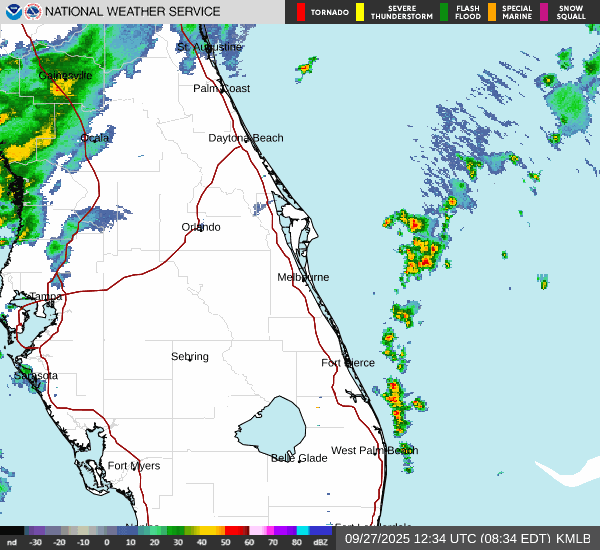 NATIONAL WEATHER SERVICE
TORNADO
SEVERE THUNDERSTORM
FLASH FLOOD
SPECIAL MARINE
SNOW SQUALL
St. Augustine
Gainesville
Palm Coast
Ocala
Daytona Beach
Orlando
Melbourne
Tampa
Sebring
Fort Pierce
Sarasota
West Palm Beach
Belle Glade
Fort Myers
Fort Lauderdale
nd -30 -20 -10 0 10 20 30 40 50 60 70 80 dBZ
09/27/2025 12:34 UTC (08:34 EDT) KMLB